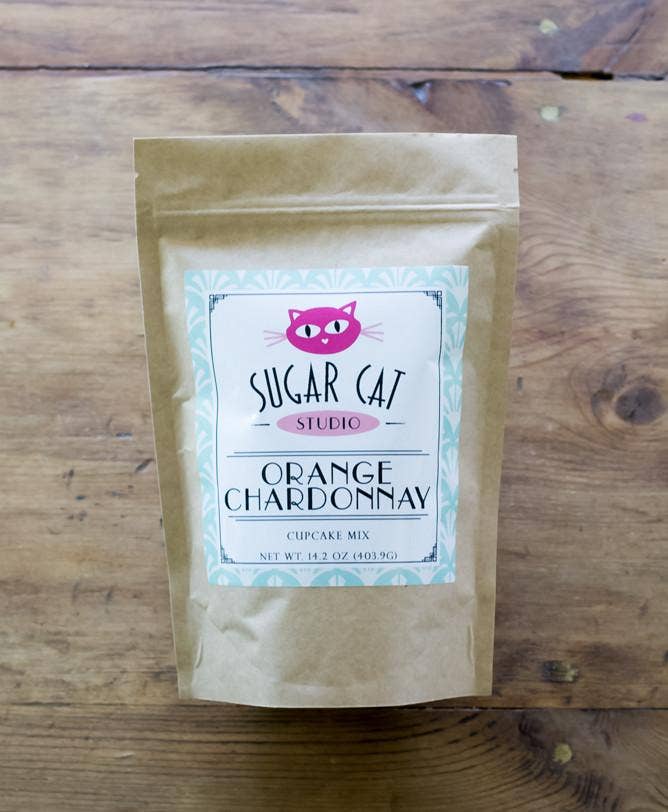 SUGAR CAT
STUDIO
ORANGE
CHARDONNAY
CUPCAKE MIX
NET WT. 14.2 OZ (403.9G)